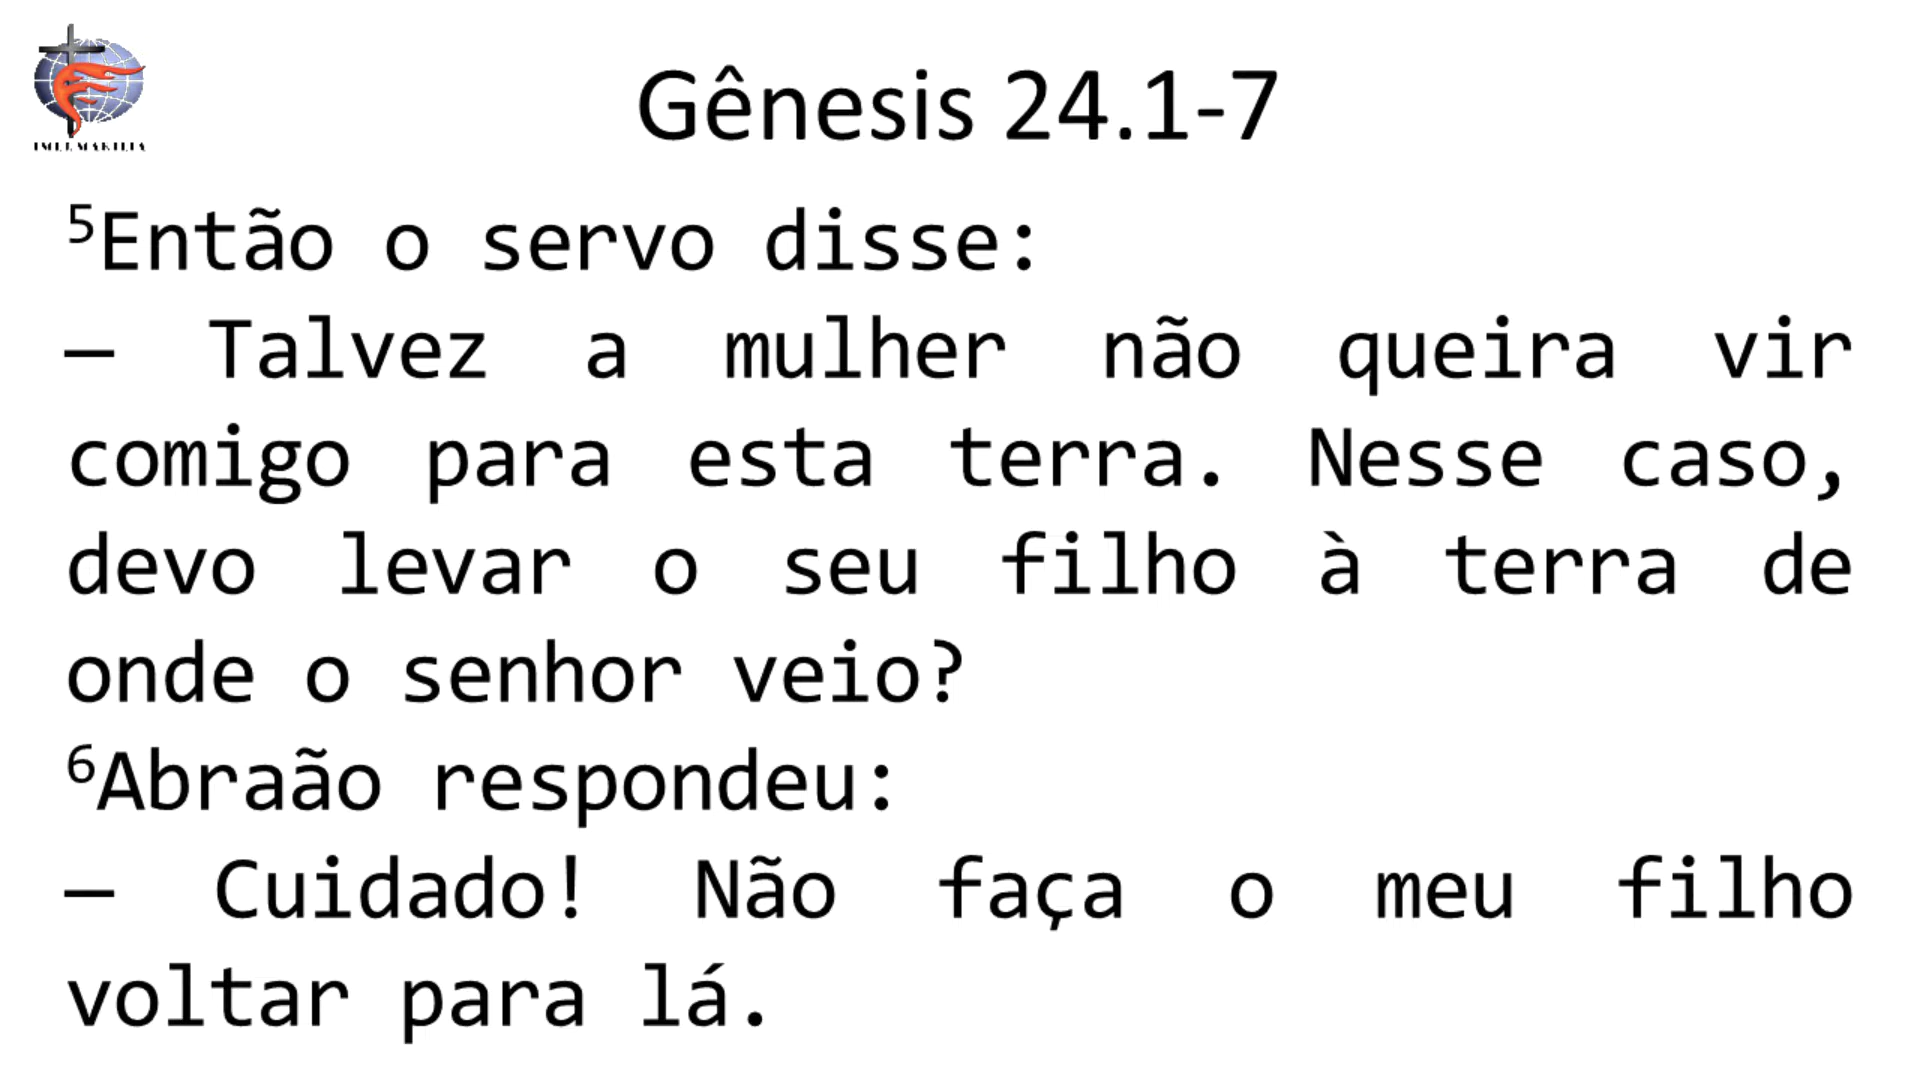 Gênesis 24.1-7
⁵Então o servo disse:
— Talvez a mulher não queira vir
comigo para esta terra. Nesse caso,
devo levar o seu filho à terra de
onde o senhor veio?
⁶Abraão respondeu:
— Cuidado! Não faça o meu filho
voltar para lá.